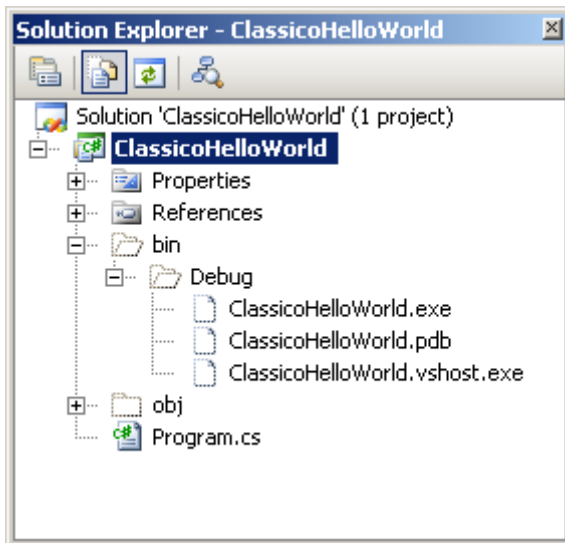 Solution Explorer - ClassicoHelloWorld
Solution 'ClassicoHelloWorld' (1 project)
ClassicoHelloWorld
Properties
References
bin
Debug
ClassicoHelloWorld.exe
ClassicoHelloWorld.pdb
ClassicoHelloWorld.vshost.exe
obj
Program.cs